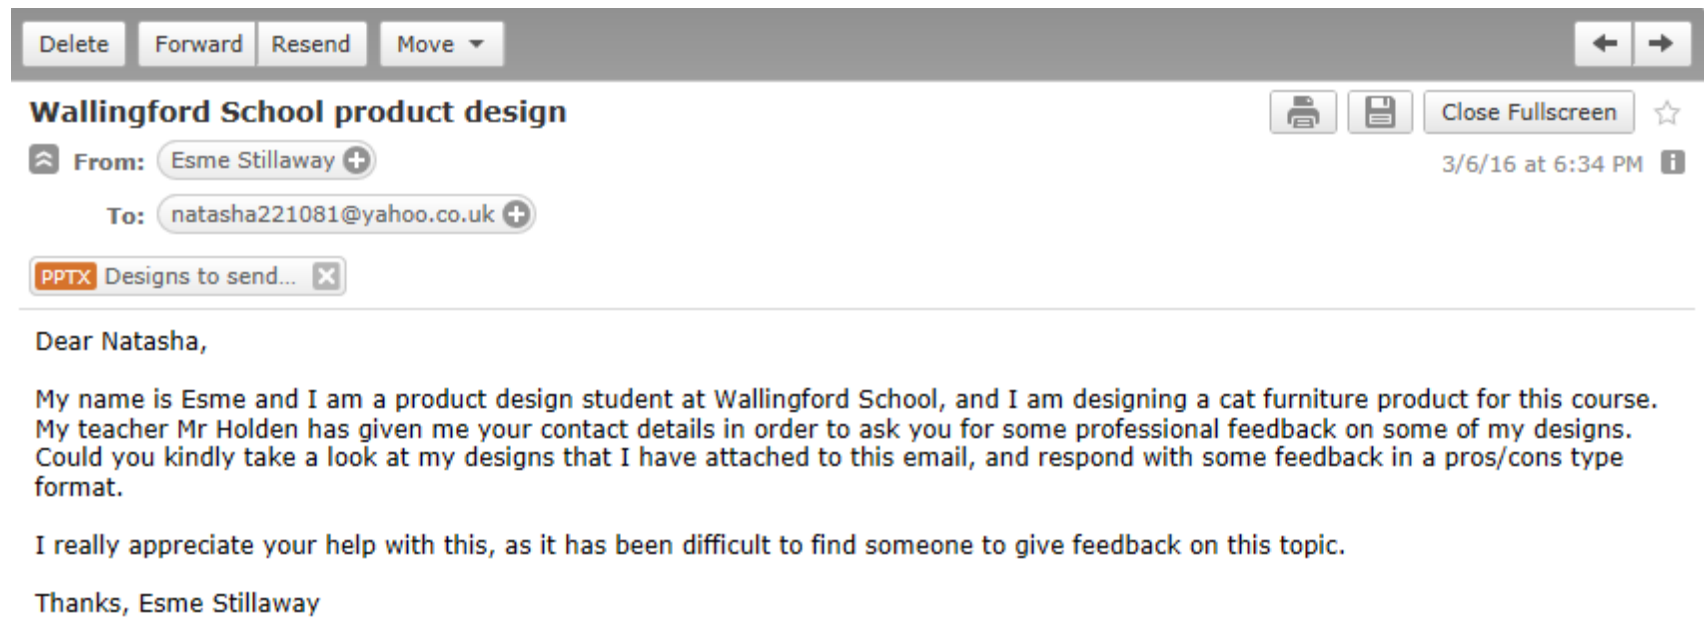 Delete Forward Resend Move
Wallingford School product design Close Fullscreen
From: Esme Stillaway 3/6/16 at 6:34 PM
To: natasha221081@yahoo.co.uk
PPTX Designs to send...
Dear Natasha,
My name is Esme and I am a product design student at Wallingford School, and I am designing a cat furniture product for this course.
My teacher Mr Holden has given me your contact details in order to ask you for some professional feedback on some of my designs.
Could you kindly take a look at my designs that I have attached to this email, and respond with some feedback in a pros/cons type
format.
I really appreciate your help with this, as it has been difficult to find someone to give feedback on this topic.
Thanks, Esme Stillaway